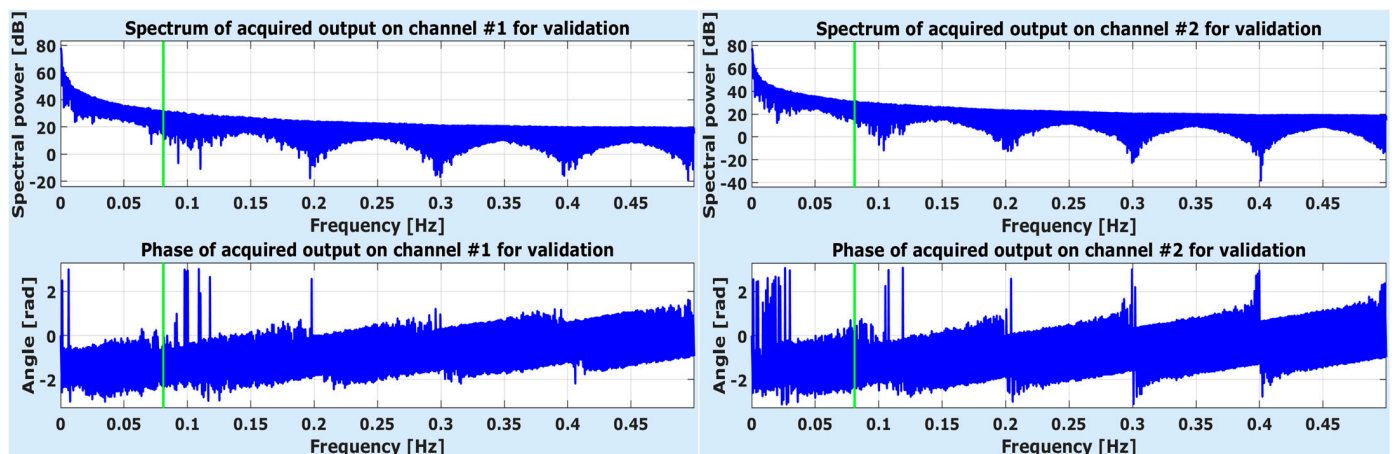 Spectrum of acquired output on channel #1 for validation
Spectral power [dB]
80
60
40
20
0
-20
0 0.05 0.1 0.15 0.2 0.25 0.3 0.35 0.4 0.45
Frequency [Hz]
Spectrum of acquired output on channel #2 for validation
Spectral power [dB]
80
60
40
20
0
-20
-40
0 0.05 0.1 0.15 0.2 0.25 0.3 0.35 0.4 0.45
Frequency [Hz]
Phase of acquired output on channel #1 for validation
Angle [rad]
2
0
-2
0 0.05 0.1 0.15 0.2 0.25 0.3 0.35 0.4 0.45
Frequency [Hz]
Phase of acquired output on channel #2 for validation
Angle [rad]
2
0
-2
0 0.05 0.1 0.15 0.2 0.25 0.3 0.35 0.4 0.45
Frequency [Hz]